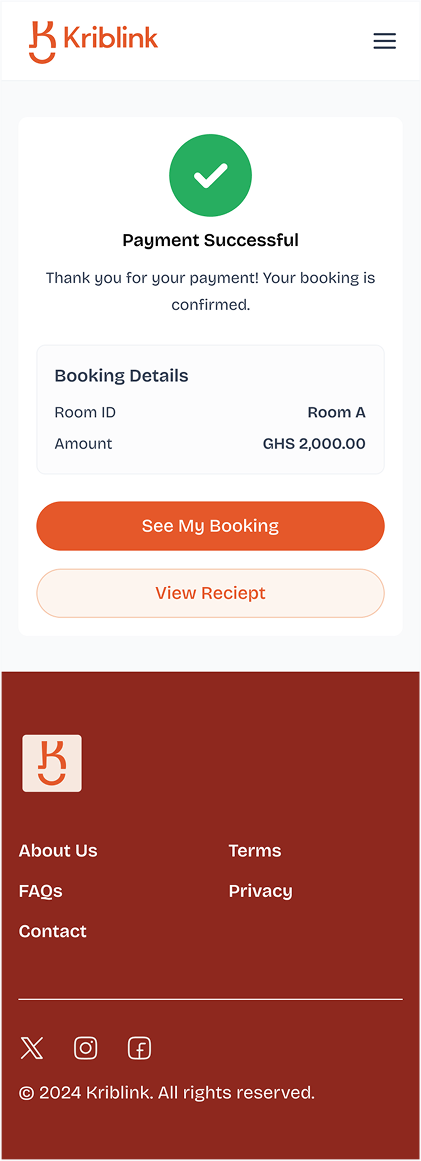 Kriblink
Payment Successful
Thank you for your payment! Your booking is
confirmed.
Booking Details
Room ID Room A
Amount GHS 2,000.00
See My Booking
View Reciept
About Us Terms
FAQs Privacy
Contact
© 2024 Kriblink. All rights reserved.